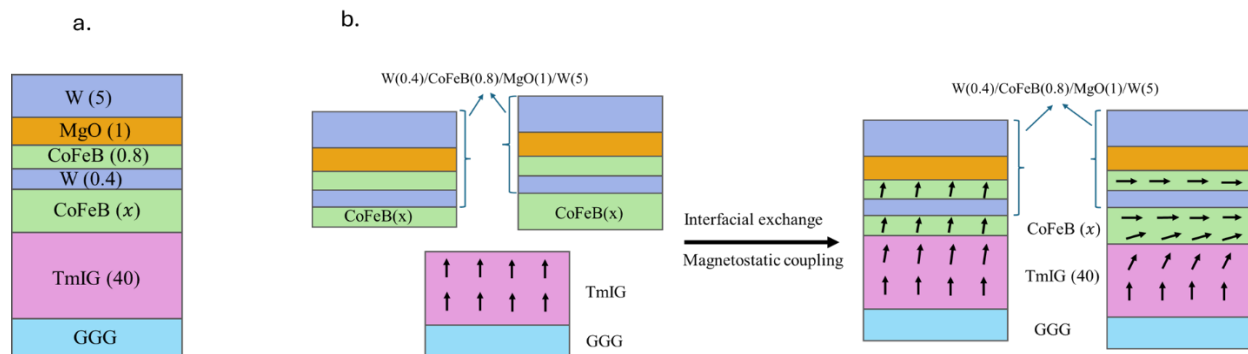 a.
W (5)
MgO (1)
CoFeB (0.8)
W (0.4)
CoFeB (x)
TmIG (40)
GGG
b.
W(0.4)/CoFeB(0.8)/MgO(1)/W(5)
CoFeB(x)
CoFeB(x)
TmIG
GGG
Interfacial exchange
Magnetostatic coupling
W(0.4)/CoFeB(0.8)/MgO(1)/W(5)
CoFeB (x)
TmIG (40)
GGG